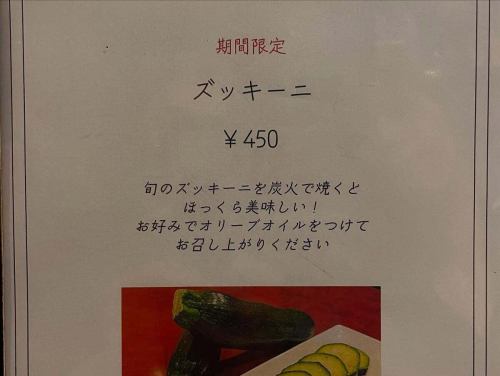 期間限定
ズッキーニ
￥450
旬のズッキーニを炭火で焼くと
ほっくら美味しい！
お好みでオリーブオイルをつけて
お召し上がりください